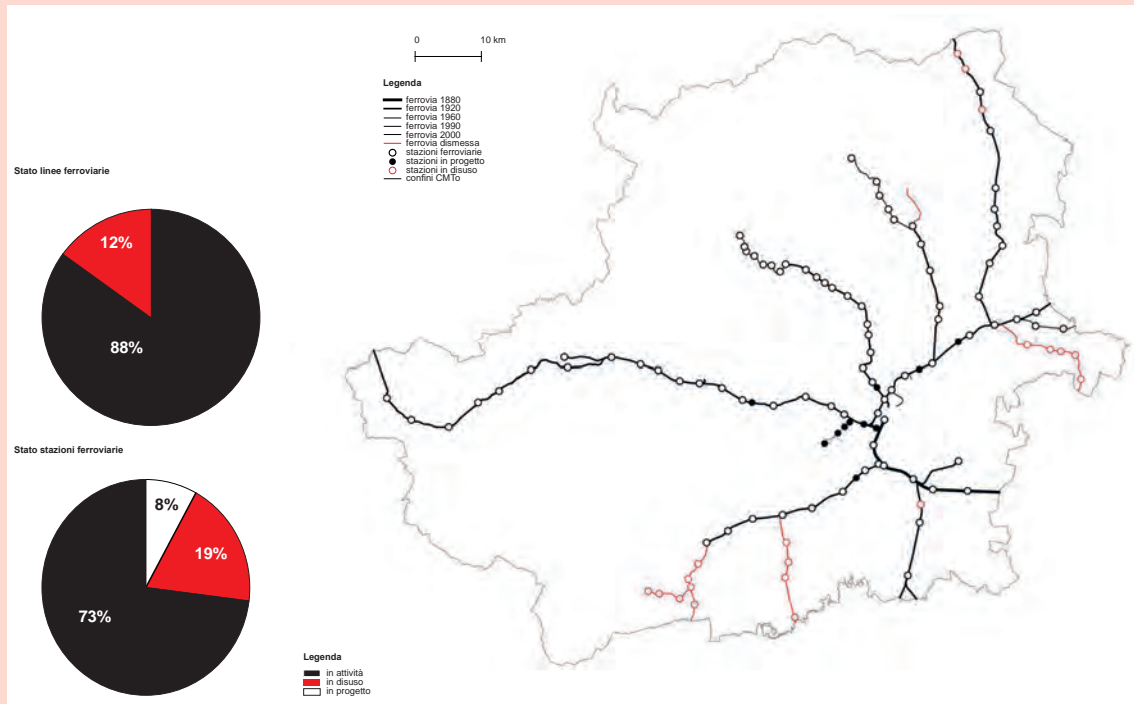 0 10 km
Legenda
ferrovia 1880
ferrovia 1920
ferrovia 1960
ferrovia 1990
ferrovia 2000
ferrovia dismessa
stazioni ferroviarie
stazioni in progetto
stazioni in disuso
confini CMTo
Stato linee ferroviarie
12%
88%
Stato stazioni ferroviarie
8%
19%
73%
Legenda
in attività
in disuso
in progetto